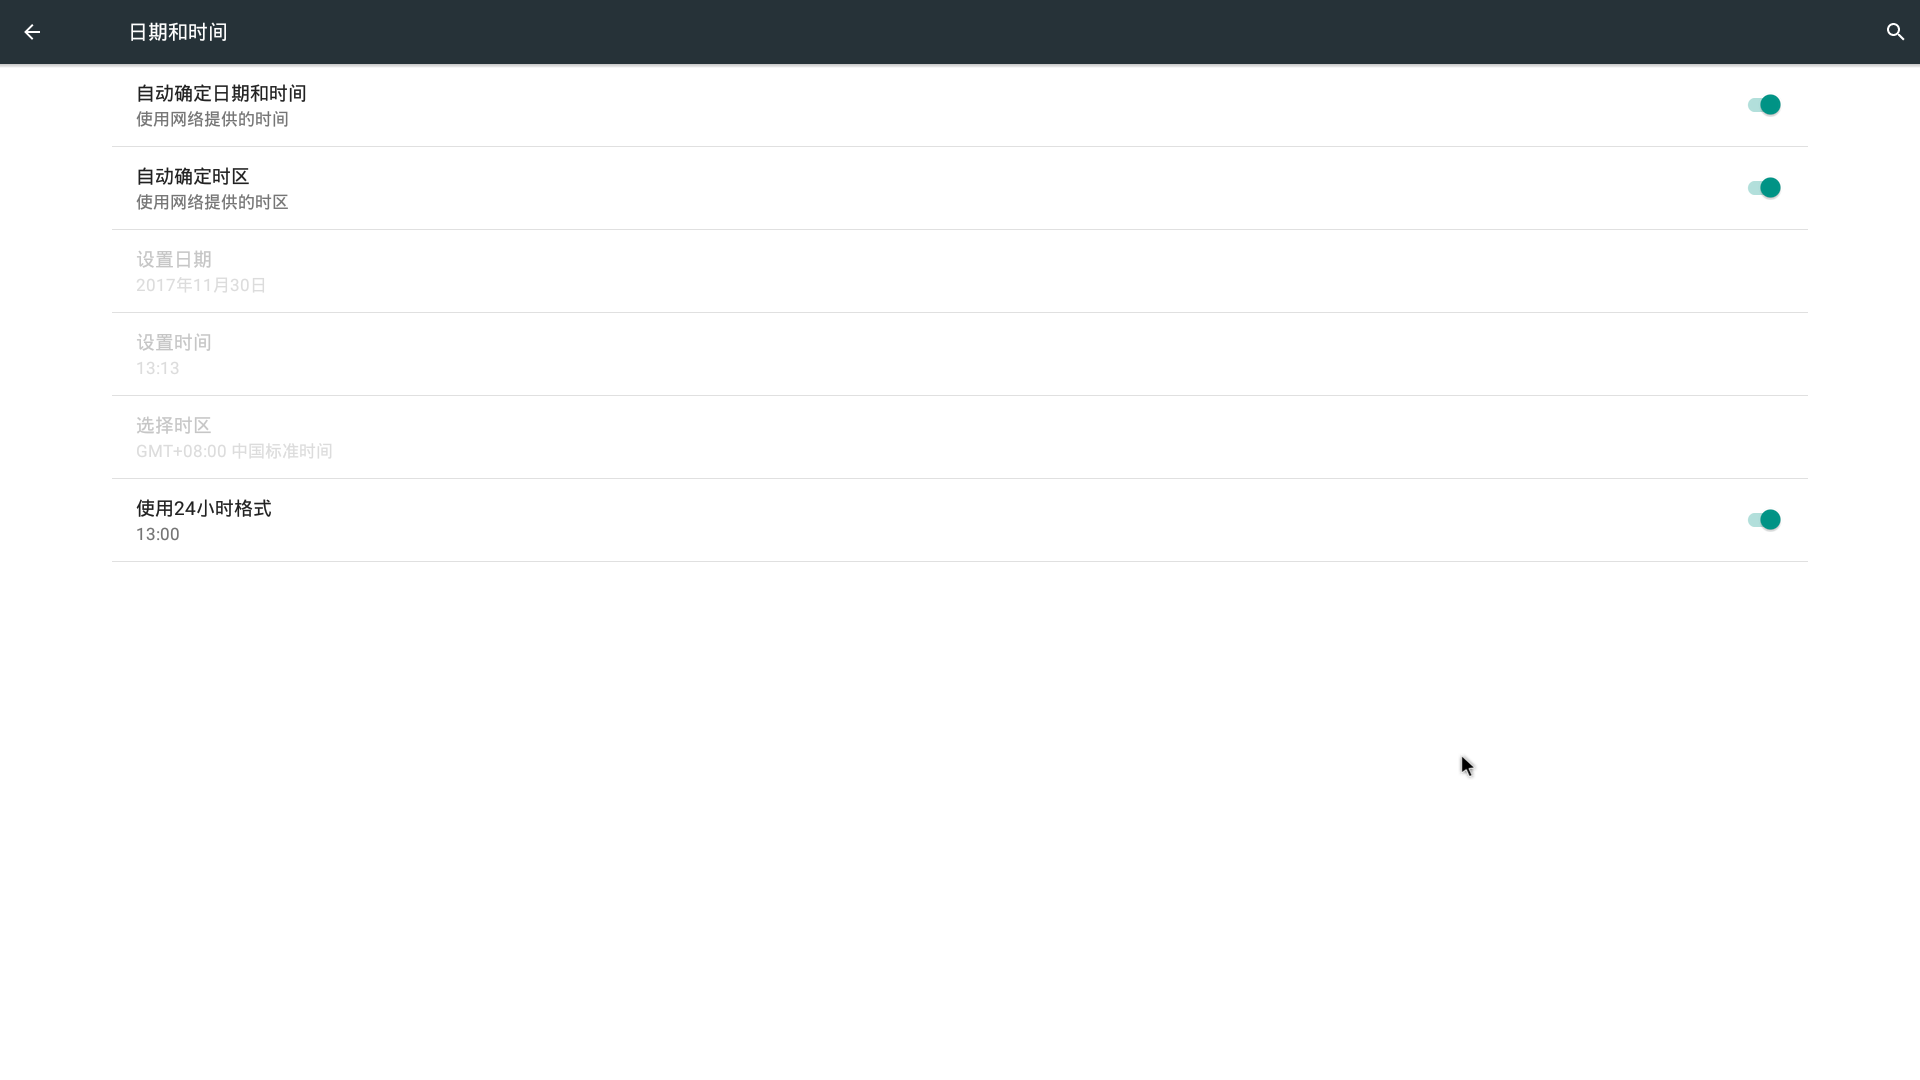 日期和时间
自动确定日期和时间
使用网络提供的时间
自动确定时区
使用网络提供的时区
设置日期
2017年11月30日
设置时间
13:13
选择时区
GMT+08:00 中国标准时间
使用24小时格式
13:00